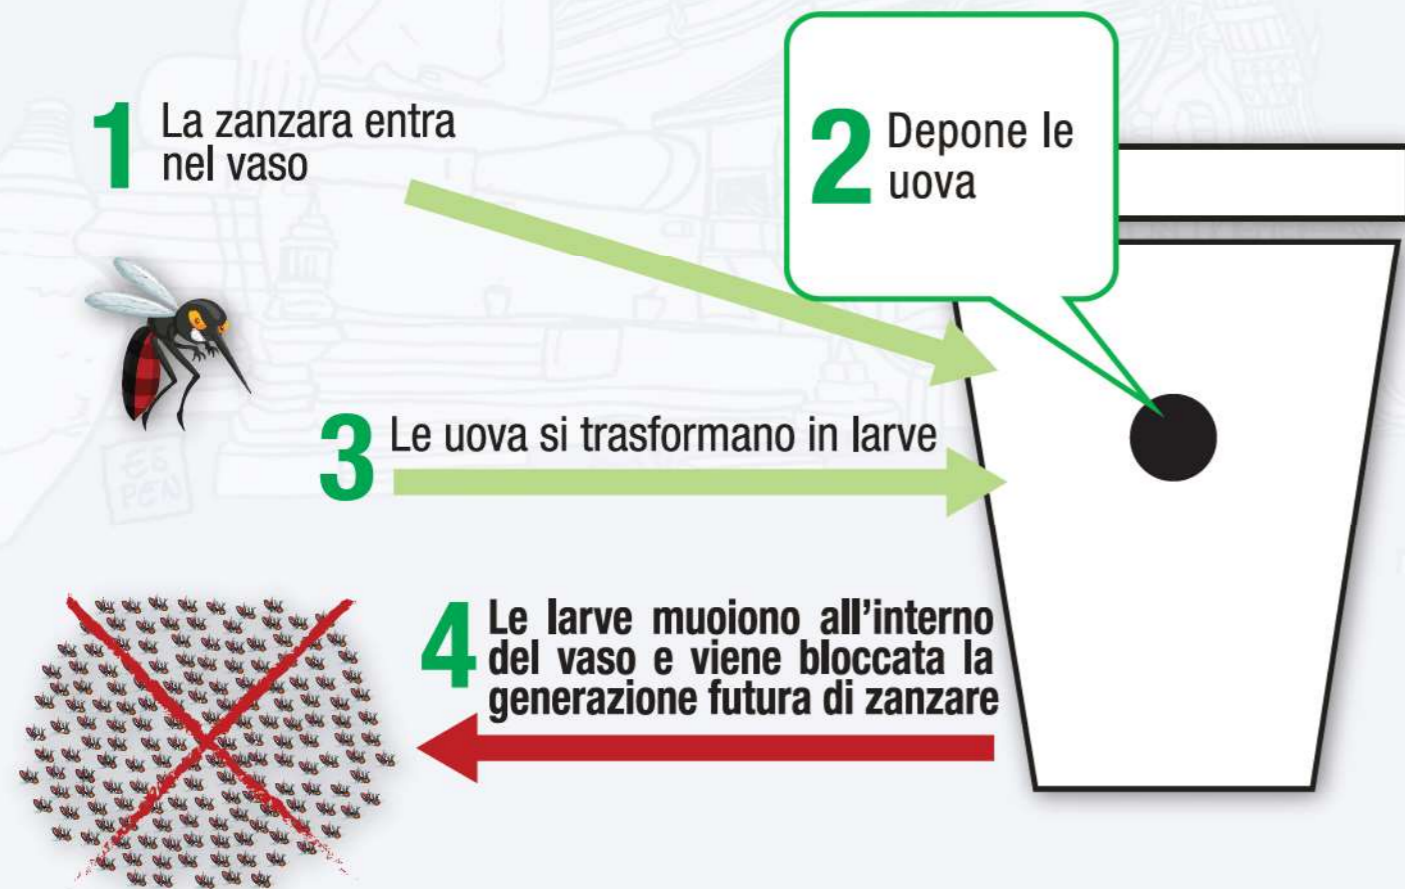 1 La zanzara entra
nel vaso
2 Depone le
uova
3 Le uova si trasformano in larve
4 Le larve muoiono all'interno
del vaso e viene bloccata la
generazione futura di zanzare